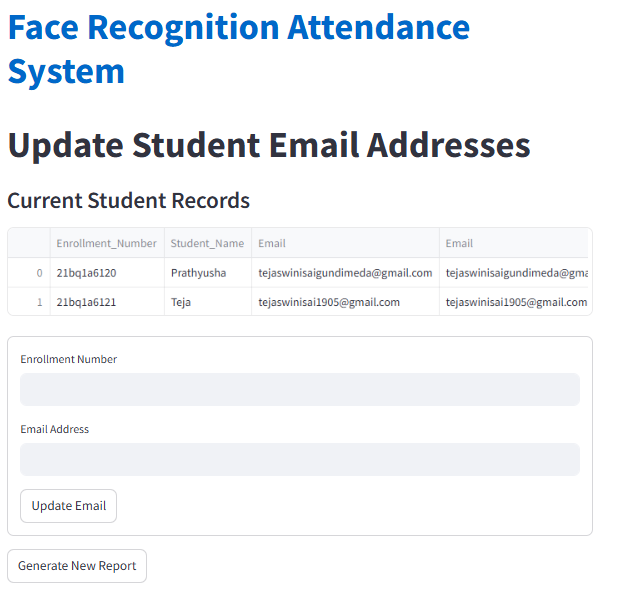 Face Recognition Attendance
System
Update Student Email Addresses
Current Student Records
Enrollment_Number Student_Name Email Email
0 21bq1a6120 Prathyusha tejaswinisaigundimeda@gmail.com tejaswinisaigundimeda@gma
1 21bq1a6121 Teja tejaswinisai1905@gmail.com tejaswinisai1905@gmail.com
Enrollment Number
Email Address
Update Email
Generate New Report